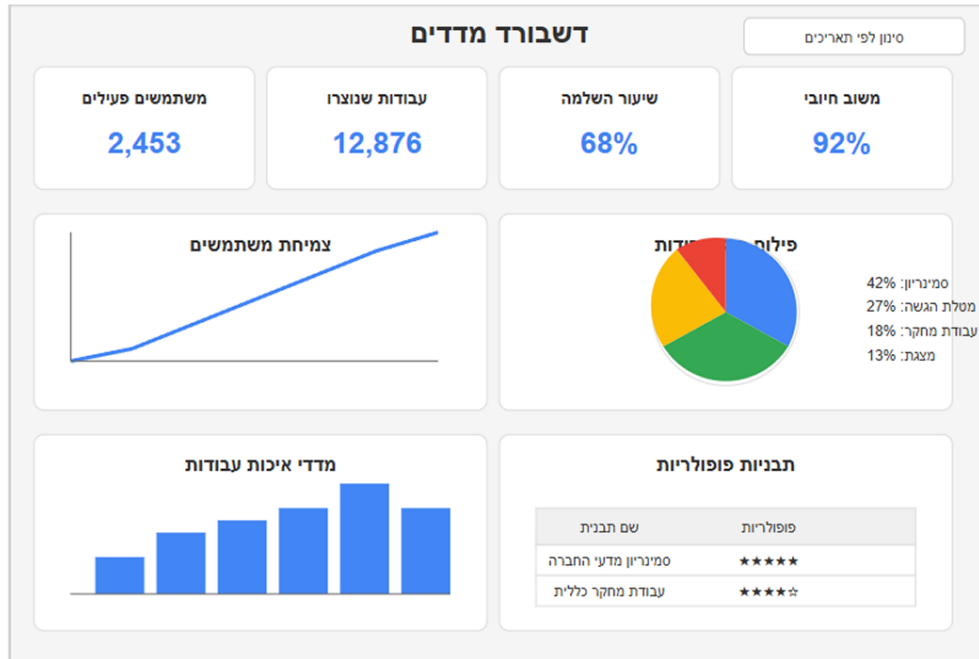 דשבורד מדדים
סינון לפי תאריכים
משוב חיובי
92%
שיעור השלמה
68%
עבודות שנוצרו
12,876
משתמשים פעילים
2,453
פילוח
ודות
סמינריון: 42%
מטלת הגשה: 27%
עבודת מחקר: 18%
מצגת: 13%
צמיחת משתמשים
תבניות פופולריות
שם תבנית פופולריות
סמינריון מדעי החברה ★★★★★
עבודת מחקר כללית ★★★★☆
מדדי איכות עבודות